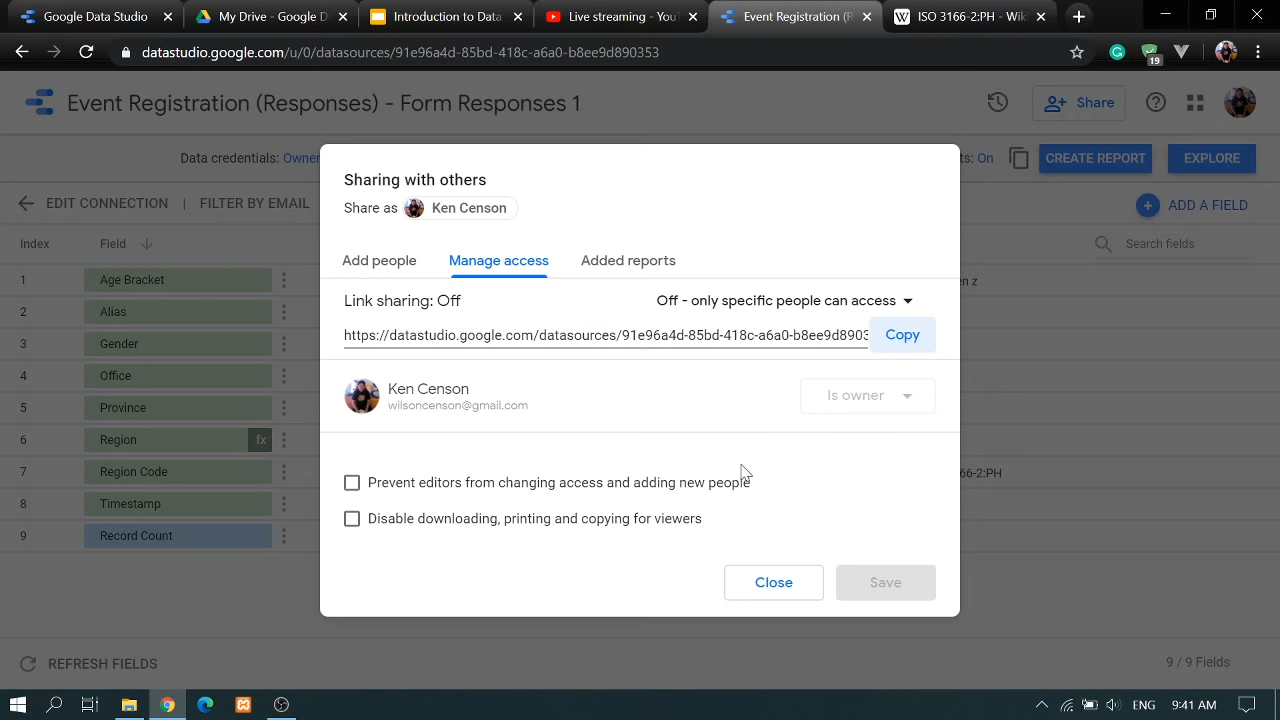 Google Data Studio
My Drive - Google D
Introduction to Data
Live streaming - YouTu
Event Registration (R
ISO 3166-2:PH - Wik
datastudio.google.com/u/0/datasources/91e96a4d-85bd-418c-a6a0-b8ee9d890353
19
Event Registration (Responses) - Form Responses 1
Share
Data credentials: Owner
ts: On
CREATE REPORT
EXPLORE
EDIT CONNECTION | FILTER BY EMAIL
ADD A FIELD
Index
Field
Search fields
1
Age Bracket
en z
2
Alias
3
Gender
4
Office
5
Province
6
Region
fx
7
Region Code
66-2:PH
8
Timestamp
9
Record Count
Sharing with others
Share as
Ken Censon
Add people
Manage access
Added reports
Link sharing: Off
Off - only specific people can access
https://datastudio.google.com/datasources/91e96a4d-85bd-418c-a6a0-b8ee9d8903
Copy
Ken Censon
wilsoncenson@gmail.com
Is owner
Prevent editors from changing access and adding new people
Disable downloading, printing and copying for viewers
Close
Save
REFRESH FIELDS
9 / 9 Fields
9:41 AM